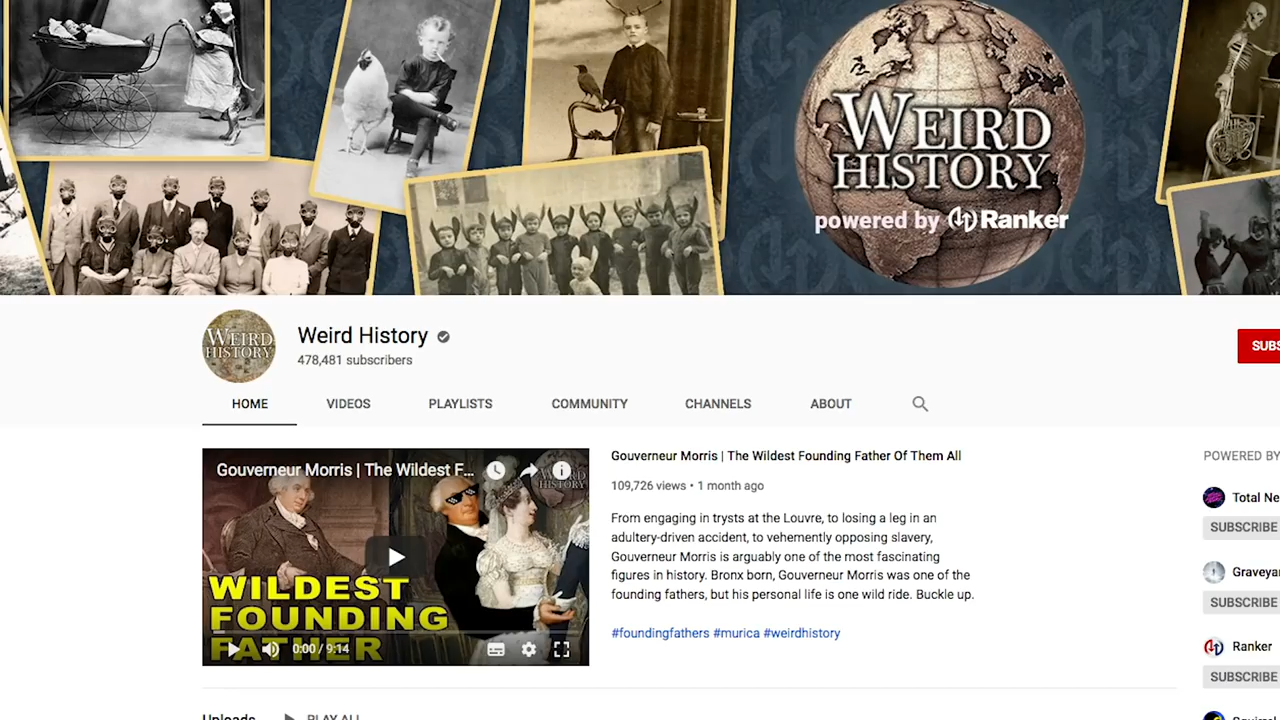 WEIRD
HISTORY
powered by Ranker
WEIRD
HISTORY
Weird History
478,481 subscribers
SUBS
HOME
VIDEOS
PLAYLISTS
COMMUNITY
CHANNELS
ABOUT
Gouverneur Morris | The Wildest F...
WEIRD
HISTORY
WILDEST
FOUNDING
FATHER
0:00 / 9:14
Gouverneur Morris | The Wildest Founding Father Of Them All
109,726 views • 1 month ago
From engaging in trysts at the Louvre, to losing a leg in an
adultery-driven accident, to vehemently opposing slavery,
Gouverneur Morris is arguably one of the most fascinating
figures in history. Bronx born, Gouverneur Morris was one of the
founding fathers, but his personal life is one wild ride. Buckle up.
#foundingfathers #murica #weirdhistory
POWERED BY
Total Ne
SUBSCRIBE
Graveyar
SUBSCRIBE
Ranker
SUBSCRIBE
Uploads
PLAY ALL